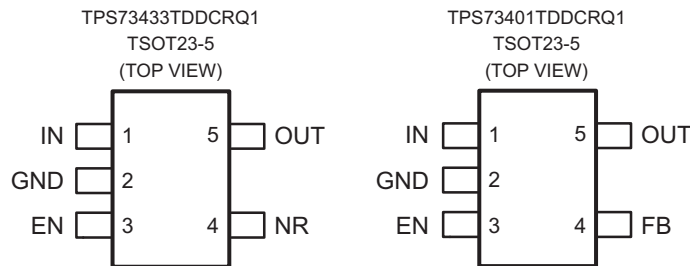 TPS73433TDDCRQ1
TSOT23-5
(TOP VIEW)
IN 1 5 OUT
GND 2
EN 3 4 NR
TPS73401TDDCRQ1
TSOT23-5
(TOP VIEW)
IN 1 5 OUT
GND 2
EN 3 4 FB